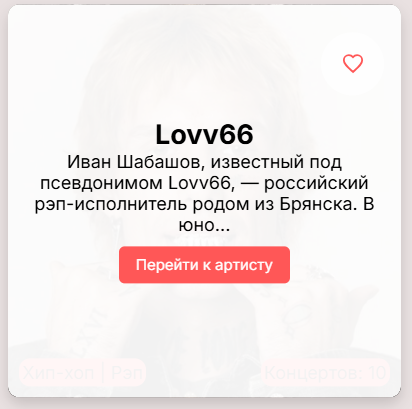 Lovv66
Иван Шабашов, известный под
псевдонимом Lovv66, — российский
рэп-исполнитель родом из Брянска. В
юно...
Перейти к артисту
Хип-хоп | Рэп
Концертов: 10